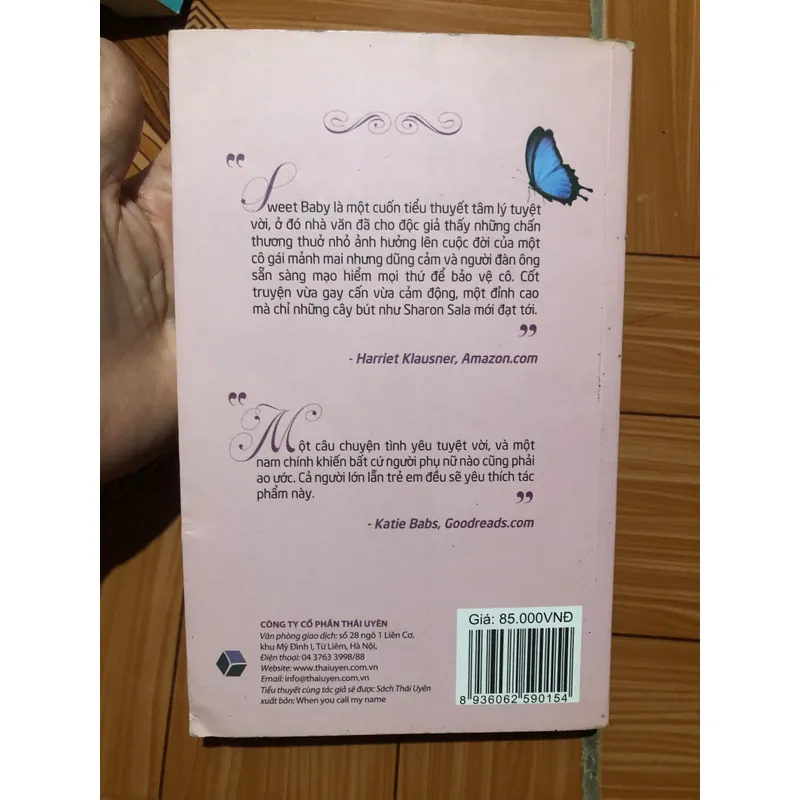 “
Sweet Baby là một cuốn tiểu thuyết tâm lý tuyệt
vời, ở đó nhà văn đã cho độc giả thấy những chấn
thương thuở nhỏ ảnh hưởng lên cuộc đời của một
cô gái mảnh mai nhưng dũng cảm và người đàn ông
sẵn sàng mạo hiểm mọi thứ để bảo vệ cô. Cốt
truyện vừa gay cấn vừa cảm động, một đỉnh cao
mà chỉ những cây bút như Sharon Sala mới đạt tới.
”
- Harriet Klausner, Amazon.com
“
Một câu chuyện tình yêu tuyệt vời, và một
nam chính khiến bất cứ người phụ nữ nào cũng phải
ao ước. Cả người lớn lẫn trẻ em đều sẽ yêu thích tác
phẩm này.
”
- Katie Babs, Goodreads.com
CÔNG TY CỔ PHẦN THÁI UYÊN
Văn phòng giao dịch: số 28 ngõ 1 Liên Cơ,
khu Mỹ Đình I, Từ Liêm, Hà Nội,
Điện thoại: 04 3763 3998/88
Website: www.thaiuyen.com.vn
Email: info@thaiuyen.com.vn
Tiểu thuyết cùng tác giả sẽ được Sách Thái Uyên
xuất bản: When you call my name
Giá: 85.000VNĐ
8 936062 590154